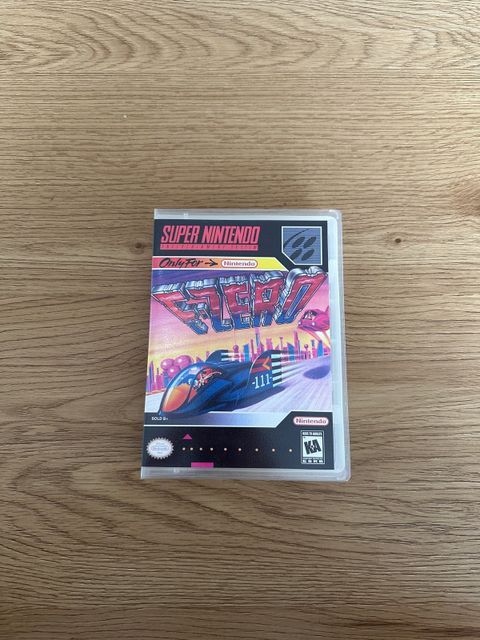 SUPER NINTENDO
ENTERTAINMENT SYSTEM
Only For → Nintendo
F-ZERO
-111-
Nintendo
K-A